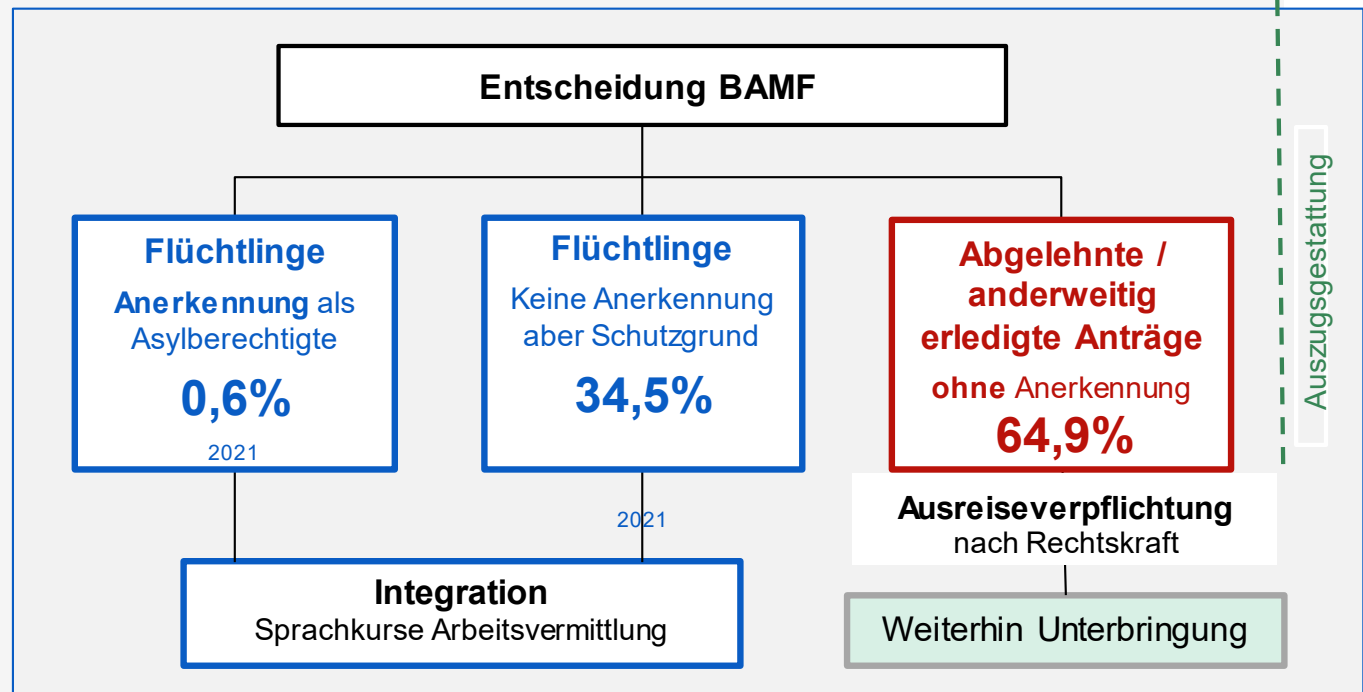 Entscheidung BAMF
Flüchtlinge
Anerkennung als
Asylberechtigte
0,6%
2021
Flüchtlinge
Keine Anerkennung
aber Schutzgrund
34,5%
2021
Abgelehnte /
anderweitig
erledigte Anträge
ohne Anerkennung
64,9%
Ausreiseverpflichtung
nach Rechtskraft
Integration
Sprachkurse Arbeitsvermittlung
Weiterhin Unterbringung
Auszugsgestattung